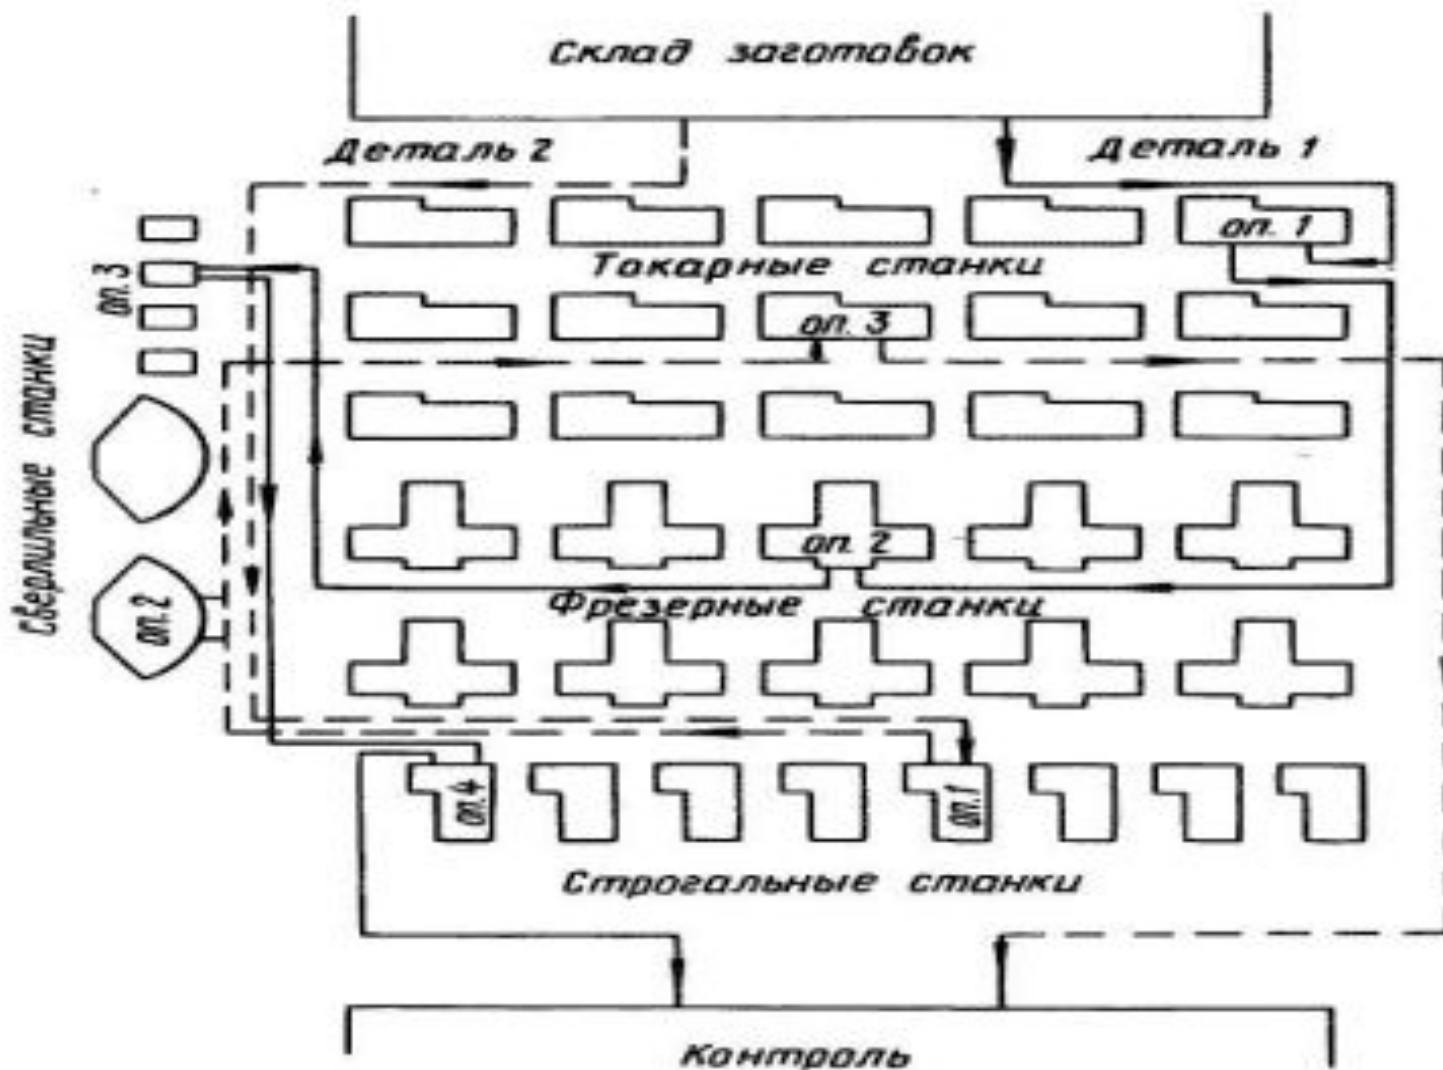 Склад заготовок
Деталь 2
Деталь 1
оп. 1
Токарные станки
оп. 3
оп. 3
Сверлильные станки
оп. 2
Фрезерные станки
оп.2
оп.4
оп.1
Строгальные станки
Контроль